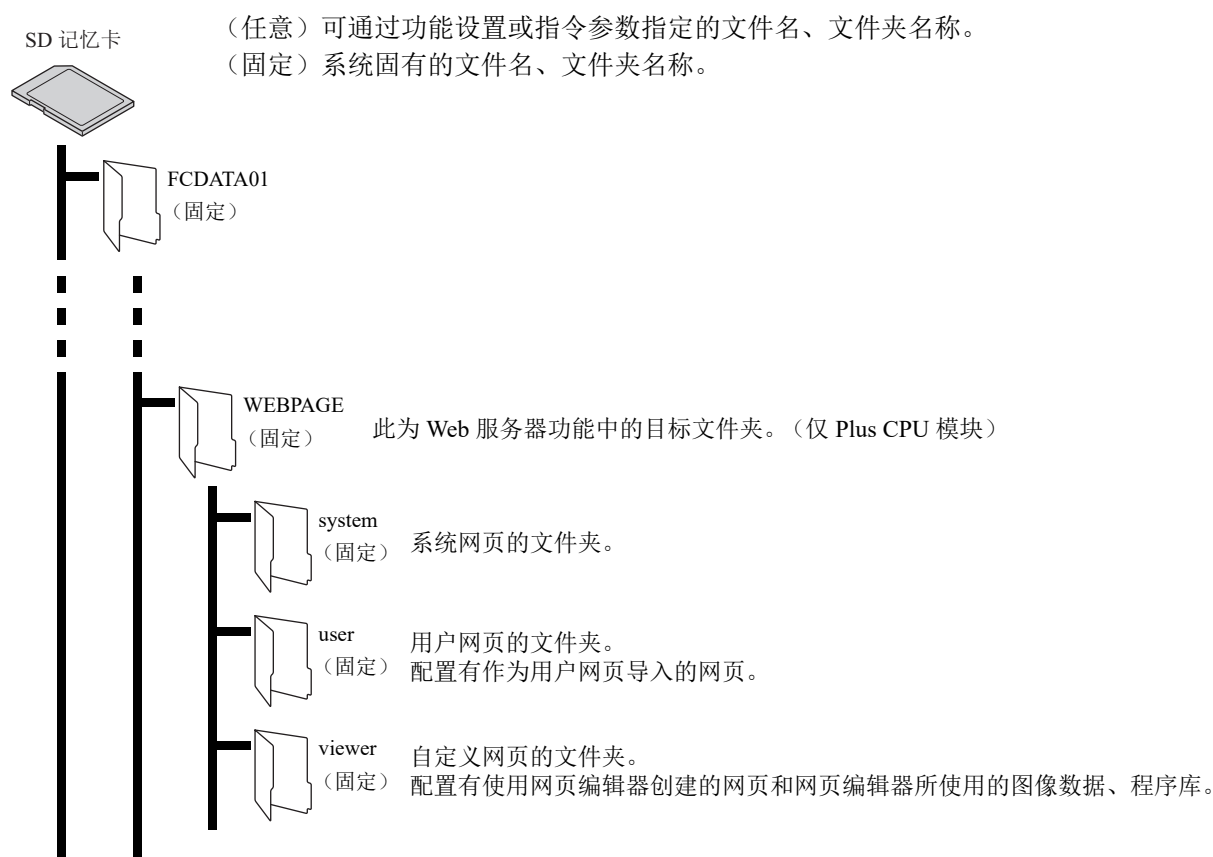 （任意）可通过功能设置或指令参数指定的文件名、文件夹名称。
SD 记忆卡
（固定）系统固有的文件名、文件夹名称。
FCDATA01
（固定）
WEBPAGE
（固定）
此为 Web 服务器功能中的目标文件夹。（仅 Plus CPU 模块）
system
（固定）
系统网页的文件夹。
user
（固定）
用户网页的文件夹。
配置有作为用户网页导入的网页。
viewer
（固定）
自定义网页的文件夹。
配置有使用网页编辑器创建的网页和网页编辑器所使用的图像数据、程序库。